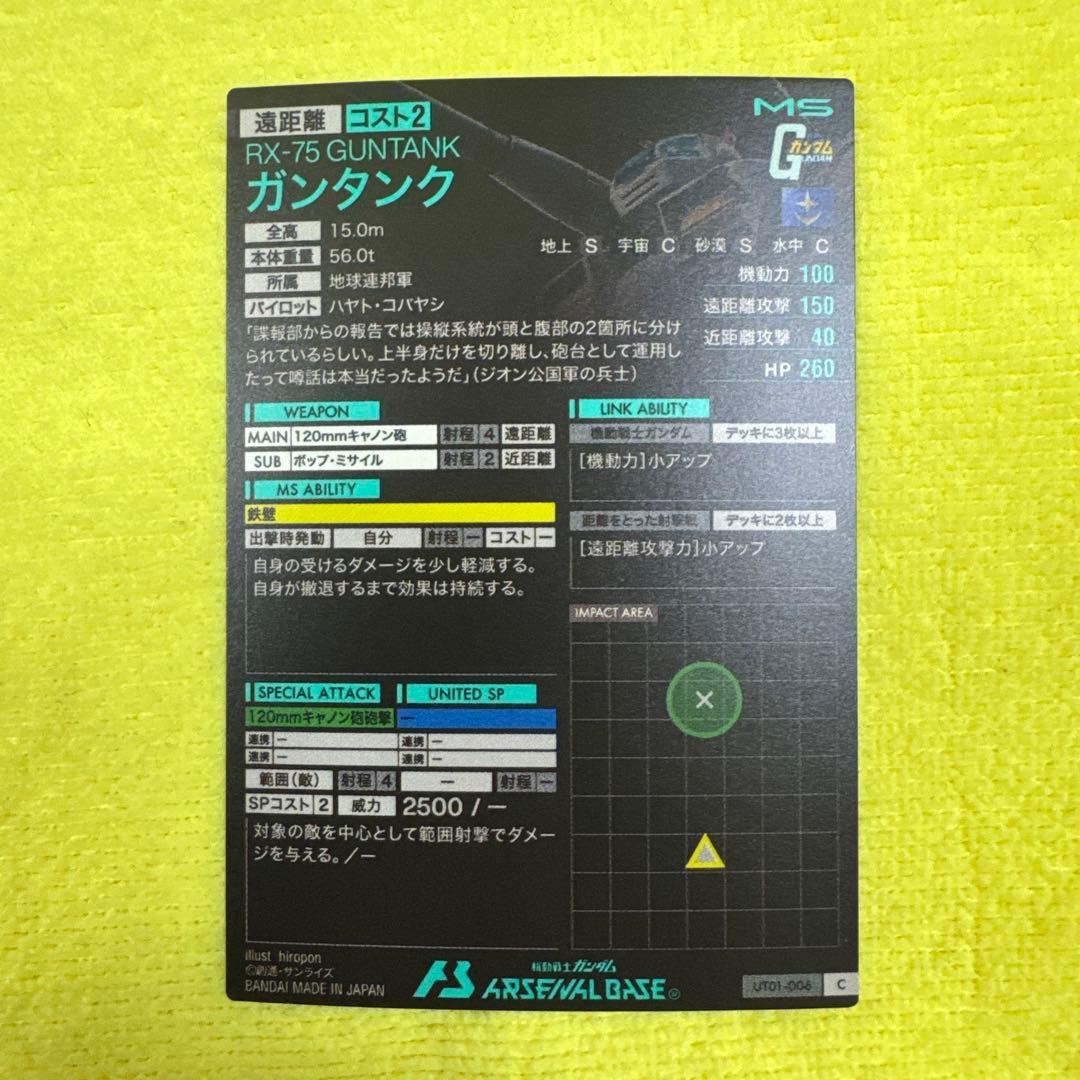 遠距離 コスト2
MS
RX-75 GUNTANK
ガンタンク
Gガンダム
GUNDAM
全高 15.0m
本体重量 56.0t
所属 地球連邦軍
パイロット ハヤト・コバヤシ
地上 S 宇宙 C 砂漠 S 水中 C
機動力 100
遠距離攻撃 150
近距離攻撃 40
HP 260
「諜報部からの報告では操縦系統が頭と腹部の2箇所に分け
られているらしい。上半身だけを切り離し、砲台として運用し
たって噂話は本当だったようだ」（ジオン公国軍の兵士）
WEAPON
MAIN 120mmキャノン砲 射程 4 遠距離
SUB ポップ・ミサイル 射程 2 近距離
MS ABILITY
鉄壁
出撃時発動 自分 射程 ー コスト ー
自身の受けるダメージを少し軽減する。
自身が撤退するまで効果は持続する。
LINK ABILITY
機動戦士ガンダム デッキに3枚以上
[機動力]小アップ
距離をとった射撃戦 デッキに2枚以上
[遠距離攻撃力]小アップ
IMPACT AREA
SPECIAL ATTACK UNITED SP
120mmキャノン砲砲撃 ー
連携 ー 連携 ー
連携 ー 連携 ー
範囲（敵） 射程 4 ー 射程 ー
SPコスト 2 威力 2500 / ー
対象の敵を中心として範囲射撃でダメー
ジを与える。／ー
illust hiropon
©創通・サンライズ
BANDAI MADE IN JAPAN
AB 機動戦士ガンダム
ARSENAL BASE
UT01-006 C